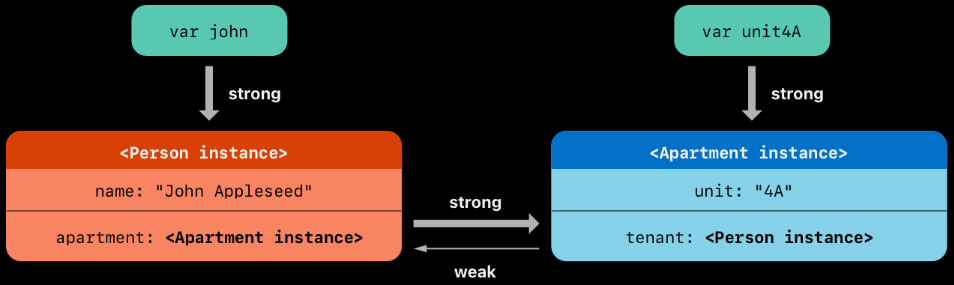 var john
var unit4A
strong
strong
<Person instance>
<Apartment instance>
name: "John Appleseed"
unit: "4A"
strong
apartment: <Apartment instance>
tenant: <Person instance>
weak